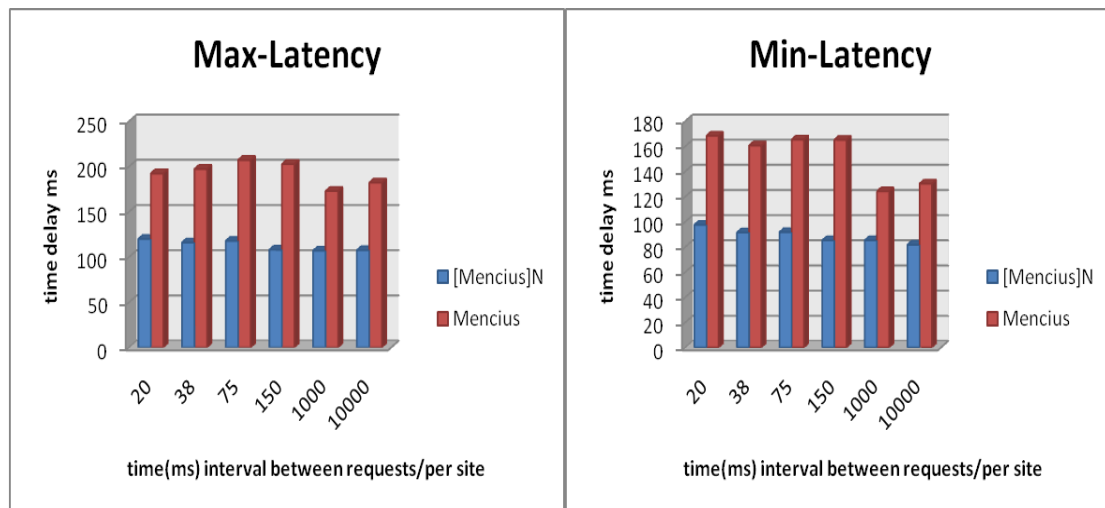 Max-Latency
250
200
150
100
50
0
time delay ms
20
38
75
150
1000
10000
time(ms) interval between requests/per site
[Mencius]N
Mencius
Min-Latency
180
160
140
120
100
80
60
40
20
0
time delay ms
20
38
75
150
1000
10000
time(ms) interval between requests/per site
[Mencius]N
Mencius